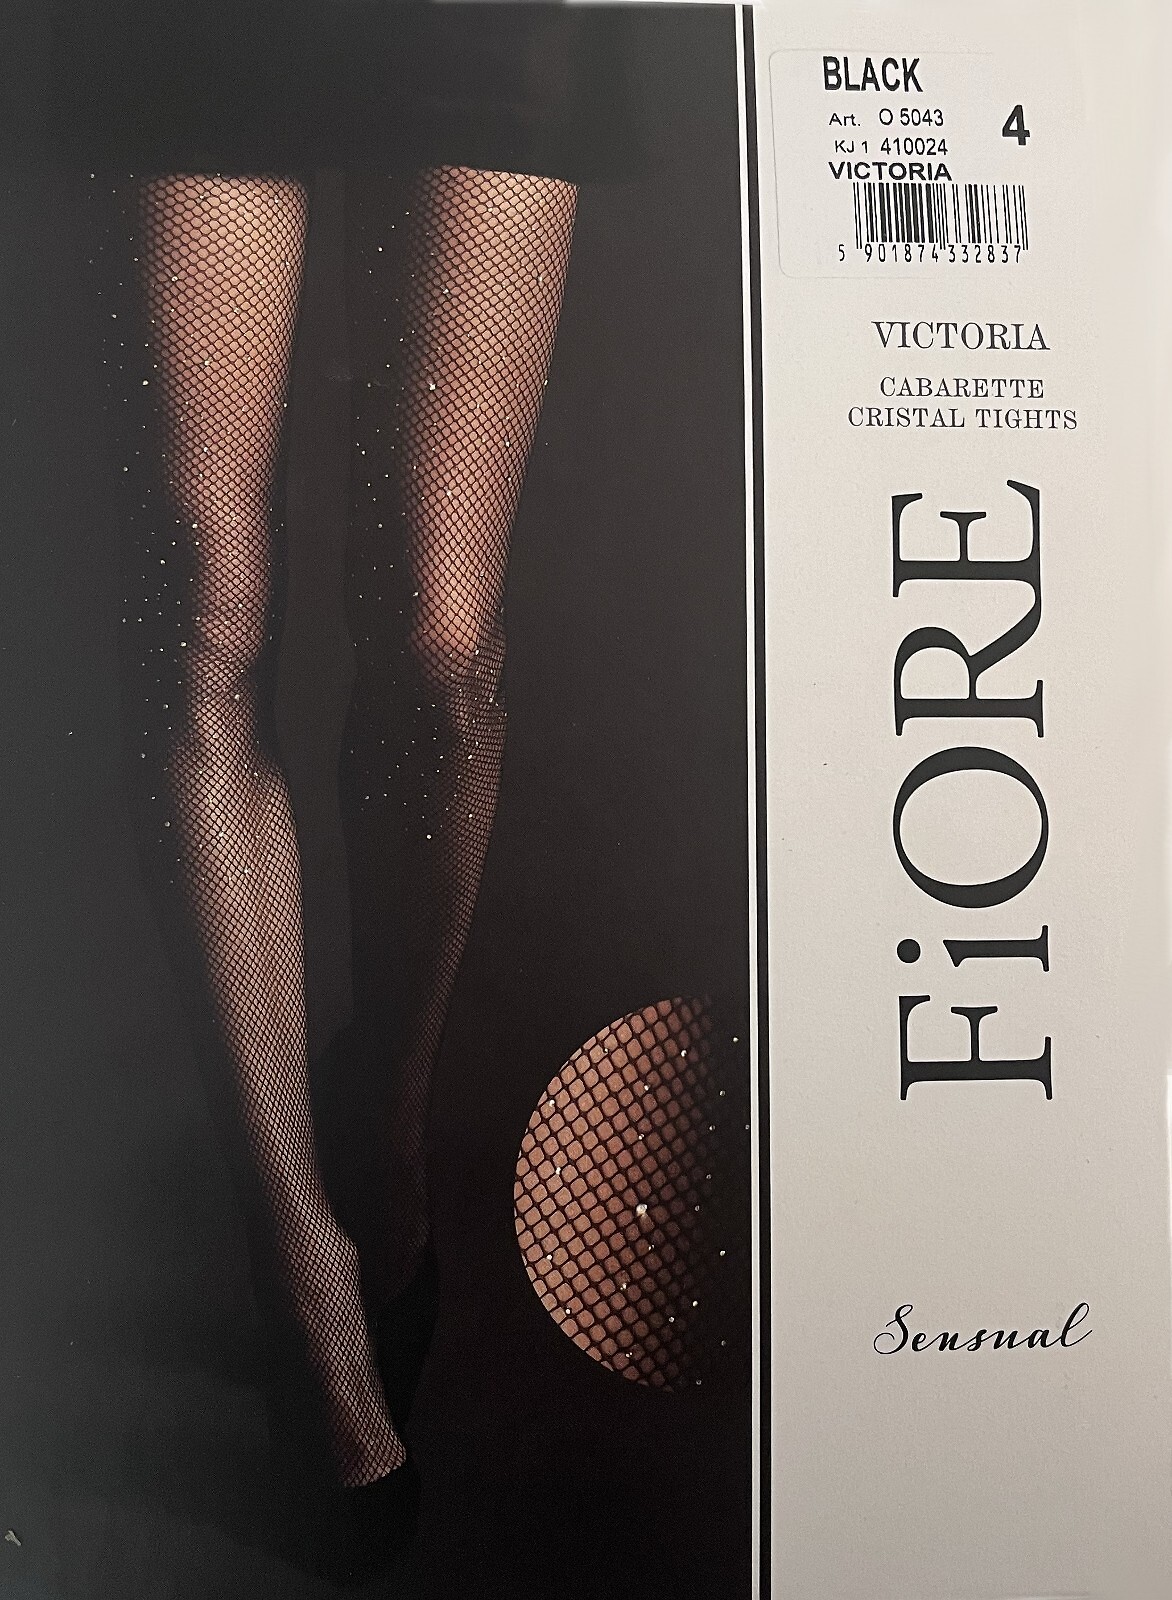 BLACK
Art. O 5043
4
KJ 1 410024
VICTORIA
5 901874 332837
VICTORIA
CABARETTE
CRISTAL TIGHTS
FiORE
Sensual